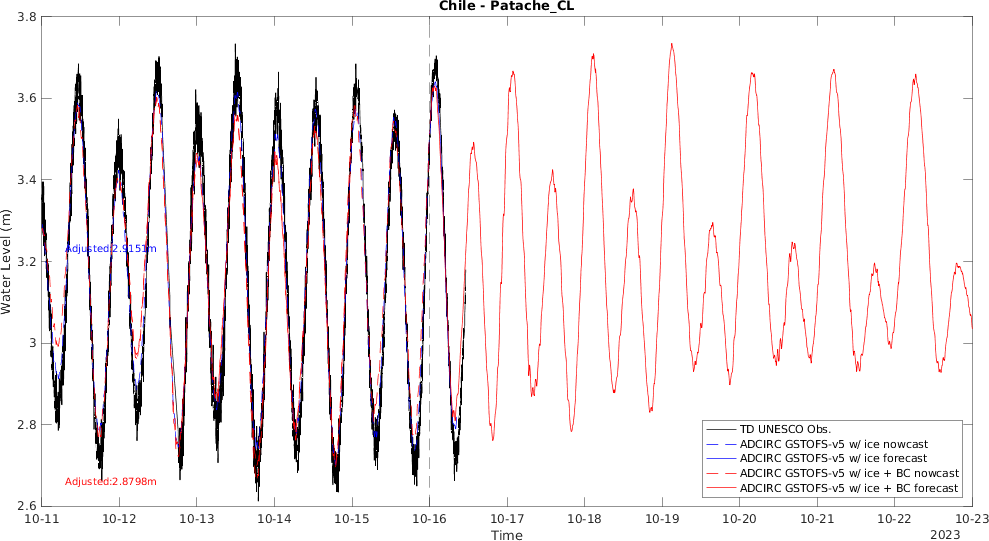 Chile - Patache_CL
3.8
3.6
3.4
3.2
3
2.8
2.6
Water Level (m)
Adjusted:2.9151m
Adjusted:2.8798m
TD UNESCO Obs.
ADCIRC GSTOFS-v5 w/ ice nowcast
ADCIRC GSTOFS-v5 w/ ice forecast
ADCIRC GSTOFS-v5 w/ ice + BC nowcast
ADCIRC GSTOFS-v5 w/ ice + BC forecast
10-11 10-12 10-13 10-14 10-15 10-16 10-17 10-18 10-19 10-20 10-21 10-22 10-23
Time
2023